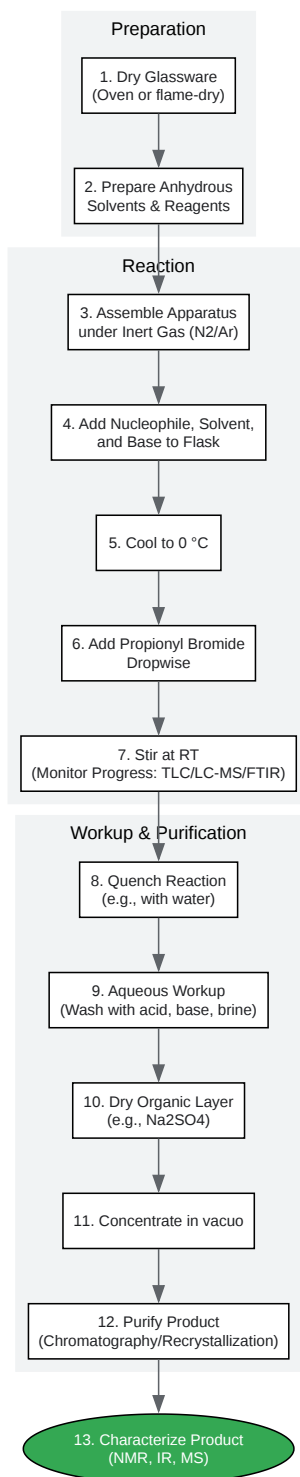 Preparation
1. Dry Glassware
(Oven or flame-dry)
2. Prepare Anhydrous
Solvents & Reagents
Reaction
3. Assemble Apparatus
under Inert Gas (N2/Ar)
4. Add Nucleophile, Solvent,
and Base to Flask
5. Cool to 0 °C
6. Add Propionyl Bromide
Dropwise
7. Stir at RT
(Monitor Progress: TLC/LC-MS/FTIR)
Workup & Purification
8. Quench Reaction
(e.g., with water)
9. Aqueous Workup
(Wash with acid, base, brine)
10. Dry Organic Layer
(e.g., Na2SO4)
11. Concentrate in vacuo
12. Purify Product
(Chromatography/Recrystallization)
13. Characterize Product
(NMR, IR, MS)